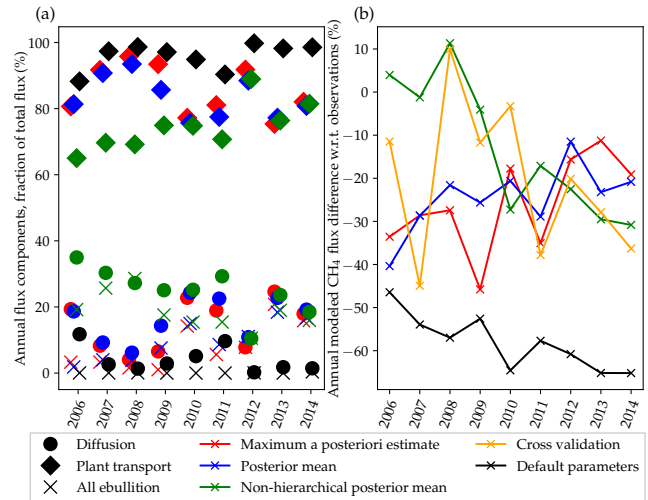 (a)
(b)
Annual flux components, fraction of total flux (%)
100
80
60
40
20
0
2006
2007
2008
2009
2010
2011
2012
2013
2014
Annual modeled CH₄ flux difference w.r.t. observations (%)
10
0
−10
−20
−30
−40
−50
−60
2006
2007
2008
2009
2010
2011
2012
2013
2014
Diffusion
Plant transport
All ebullition
Maximum a posteriori estimate
Posterior mean
Non-hierarchical posterior mean
Cross validation
Default parameters